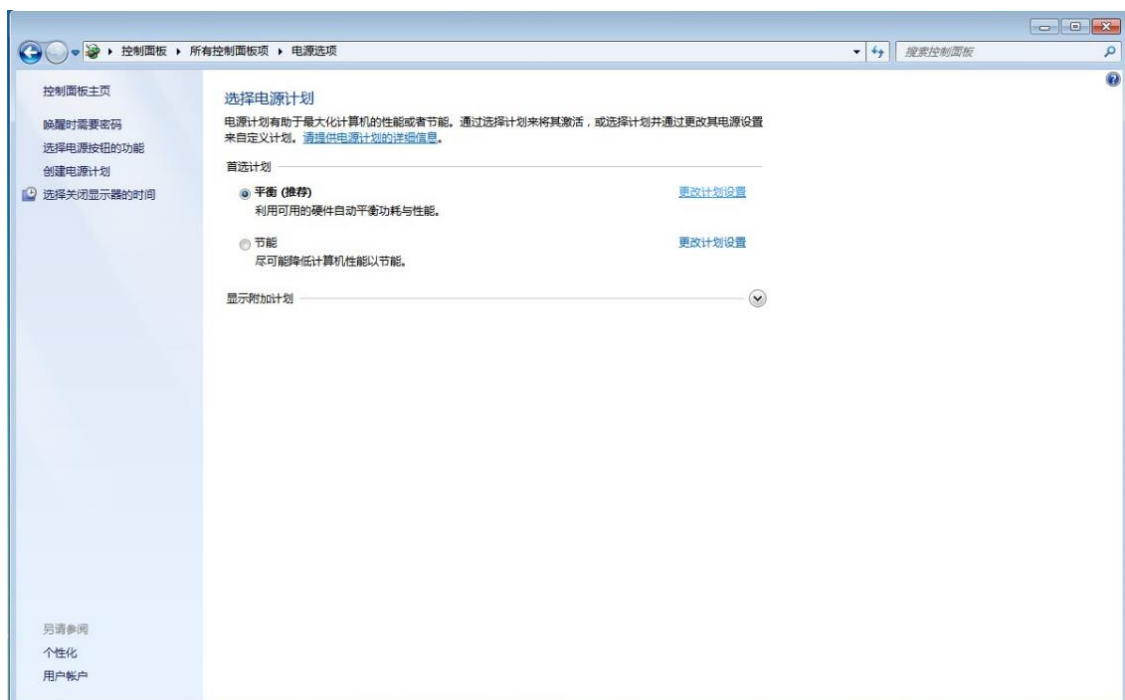 控制面板 ▸ 所有控制面板项 ▸ 电源选项
搜索控制面板
控制面板主页
唤醒时需要密码
选择电源按钮的功能
创建电源计划
选择关闭显示器的时间
选择电源计划
电源计划有助于最大化计算机的性能或者节能。通过选择计划来将其激活，或选择计划并通过更改其电源设置
来自定义计划。请提供电源计划的详细信息。
首选计划
平衡 (推荐) 更改计划设置
利用可用的硬件自动平衡功耗与性能。
节能 更改计划设置
尽可能降低计算机性能以节能。
显示附加计划
另请参阅
个性化
用户帐户